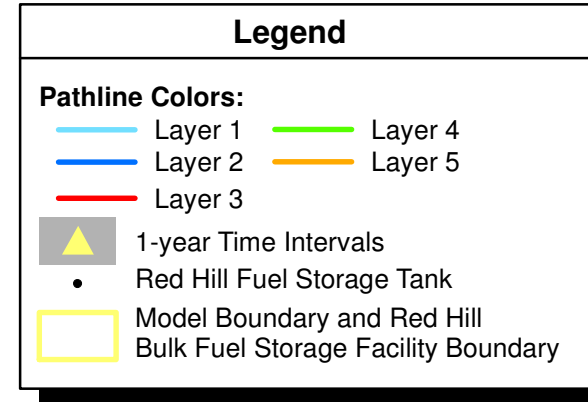 Legend
Pathline Colors:
Layer 1 Layer 4
Layer 2 Layer 5
Layer 3
1-year Time Intervals
Red Hill Fuel Storage Tank
Model Boundary and Red Hill
Bulk Fuel Storage Facility Boundary